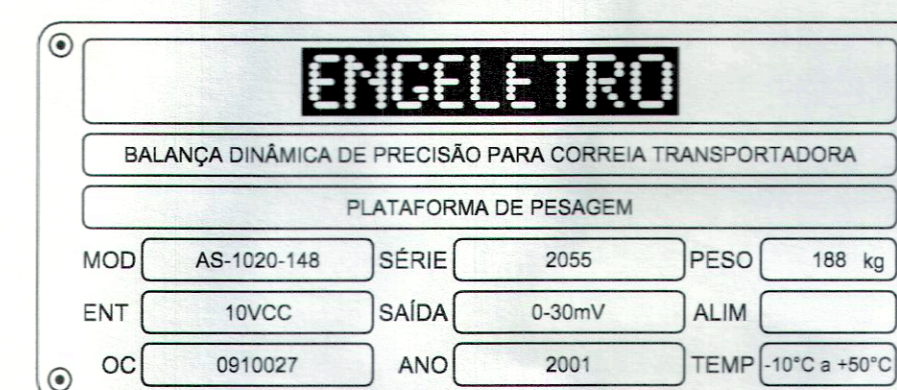 ENGELETRO
BALANÇA DINÂMICA DE PRECISÃO PARA CORREIA TRANSPORTADORA
PLATAFORMA DE PESAGEM
MOD AS-1020-148 SÉRIE 2055 PESO 188 kg
ENT 10VCC SAÍDA 0-30mV ALIM
OC 0910027 ANO 2001 TEMP -10°C a +50°C